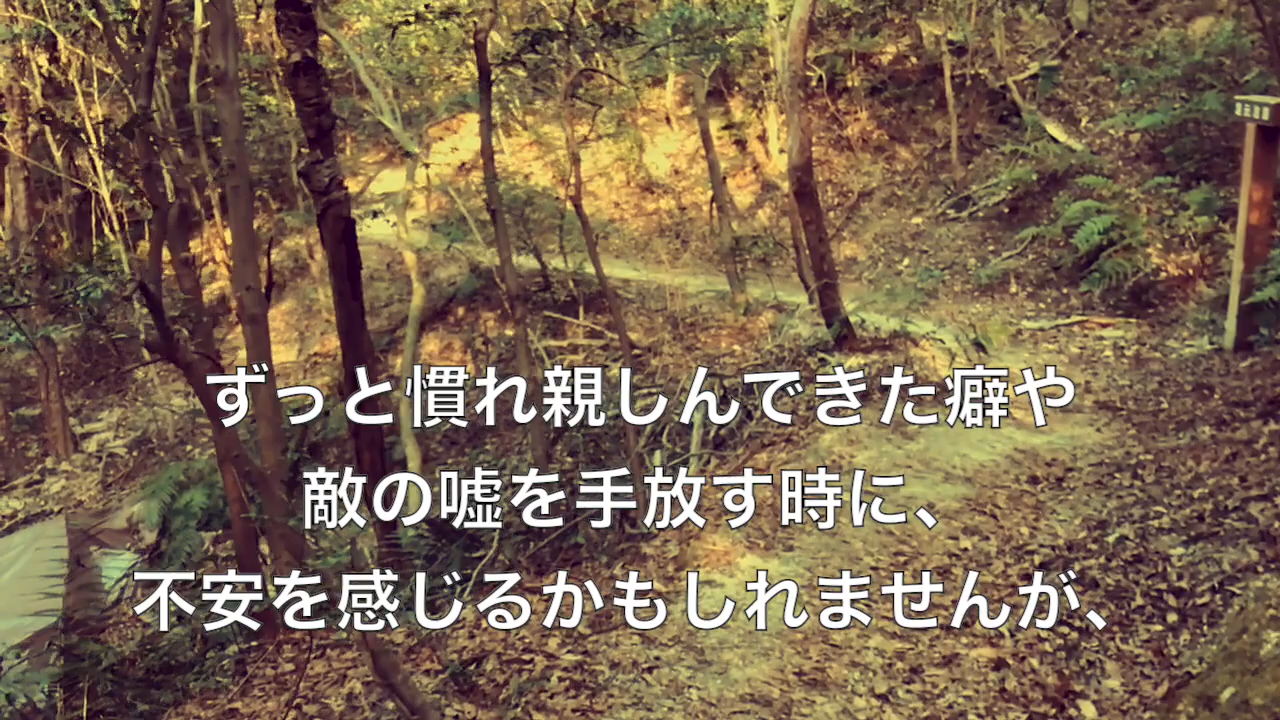 ずっと慣れ親しんできた癖や
敵の嘘を手放す時に、
不安を感じるかもしれませんが、